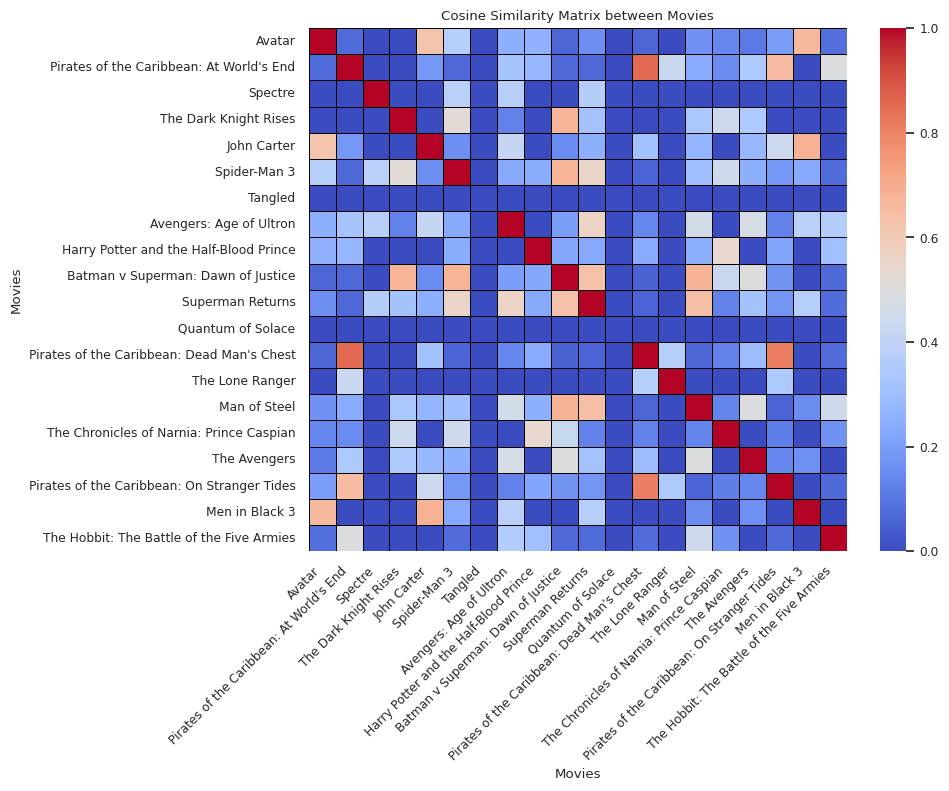 Cosine Similarity Matrix between Movies
Avatar
Pirates of the Caribbean: At World's End
Spectre
The Dark Knight Rises
John Carter
Spider-Man 3
Tangled
Avengers: Age of Ultron
Harry Potter and the Half-Blood Prince
Batman v Superman: Dawn of Justice
Superman Returns
Quantum of Solace
Pirates of the Caribbean: Dead Man's Chest
The Lone Ranger
Man of Steel
The Chronicles of Narnia: Prince Caspian
The Avengers
Pirates of the Caribbean: On Stranger Tides
Men in Black 3
The Hobbit: The Battle of the Five Armies
Movies
Avatar
Pirates of the Caribbean: At World's End
Spectre
The Dark Knight Rises
John Carter
Spider-Man 3
Tangled
Avengers: Age of Ultron
Harry Potter and the Half-Blood Prince
Batman v Superman: Dawn of Justice
Superman Returns
Quantum of Solace
Pirates of the Caribbean: Dead Man's Chest
The Lone Ranger
Man of Steel
The Chronicles of Narnia: Prince Caspian
The Avengers
Pirates of the Caribbean: On Stranger Tides
Men in Black 3
The Hobbit: The Battle of the Five Armies
Movies
1.0
0.8
0.6
0.4
0.2
0.0